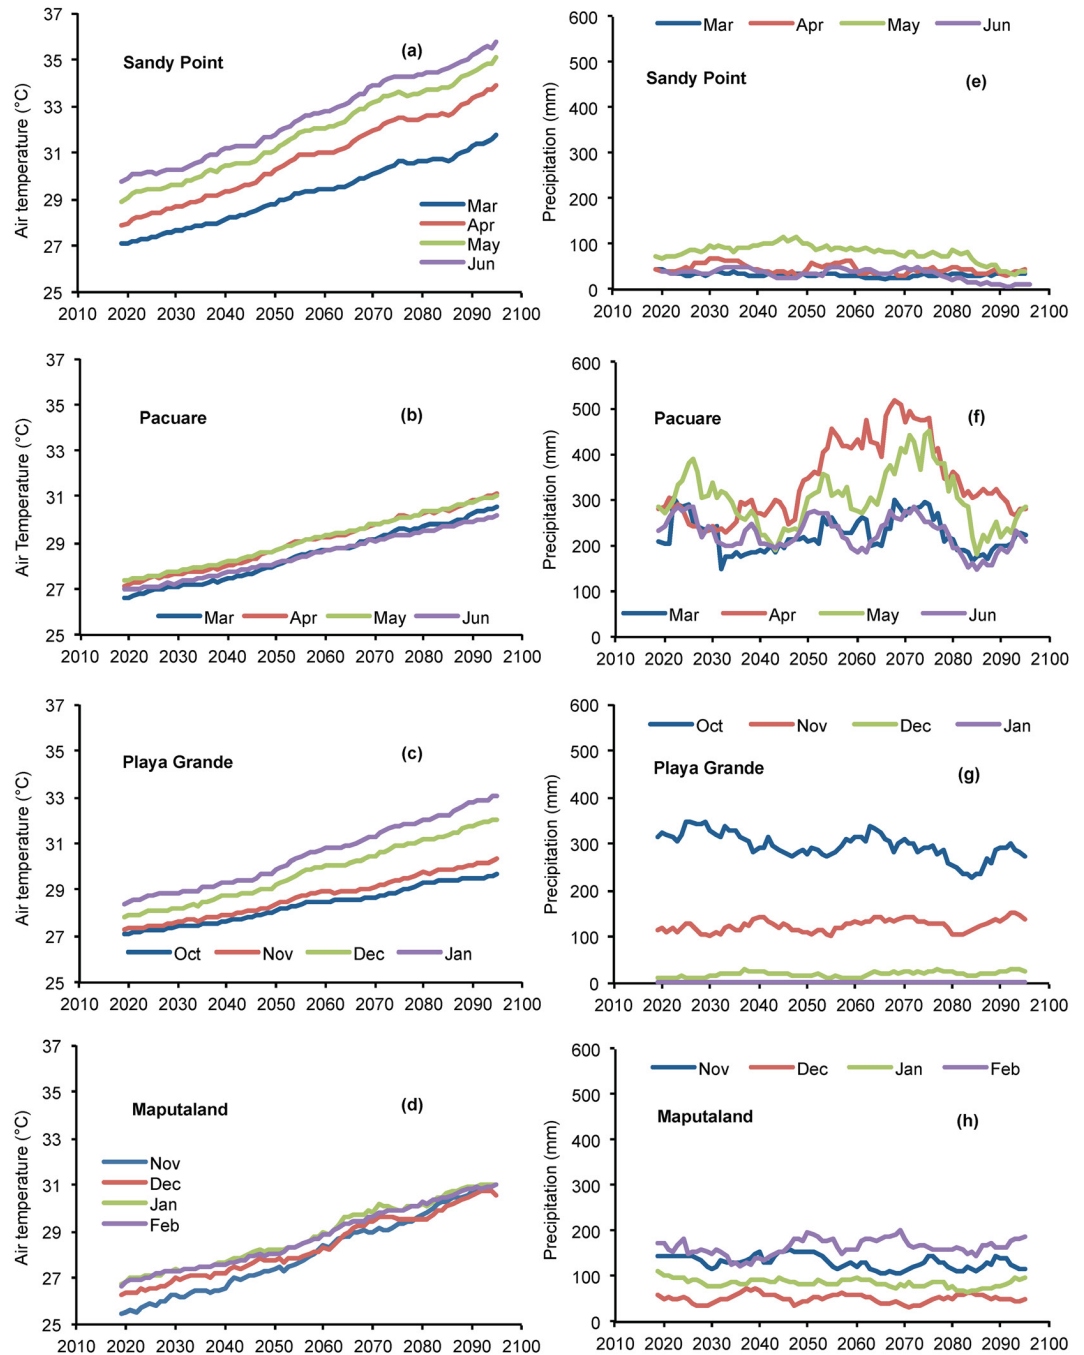 37
35
33
31
29
27
25
Air temperature (°C)
Sandy Point
(a)
Mar
Apr
May
Jun
2010 2020 2030 2040 2050 2060 2070 2080 2090 2100
600
500
400
300
200
100
0
Precipitation (mm)
Mar Apr May Jun
Sandy Point
(e)
2010 2020 2030 2040 2050 2060 2070 2080 2090 2100
37
35
33
31
29
27
25
Air Temperature (°C)
Pacuare
(b)
Mar Apr May Jun
2010 2020 2030 2040 2050 2060 2070 2080 2090 2100
600
500
400
300
200
100
0
Precipitation (mm)
Pacuare
(f)
Mar Apr May Jun
2010 2020 2030 2040 2050 2060 2070 2080 2090 2100
37
35
33
31
29
27
25
Air temperature (°C)
Playa Grande
(c)
Oct Nov Dec Jan
2010 2020 2030 2040 2050 2060 2070 2080 2090 2100
600
500
400
300
200
100
0
Precipitation (mm)
Oct Nov Dec Jan
Playa Grande
(g)
2010 2020 2030 2040 2050 2060 2070 2080 2090 2100
37
35
33
31
29
27
25
Air temperature (°C)
Maputaland
(d)
Nov
Dec
Jan
Feb
2010 2020 2030 2040 2050 2060 2070 2080 2090 2100
600
500
400
300
200
100
0
Precipitation (mm)
Nov Dec Jan Feb
Maputaland
(h)
2010 2020 2030 2040 2050 2060 2070 2080 2090 2100